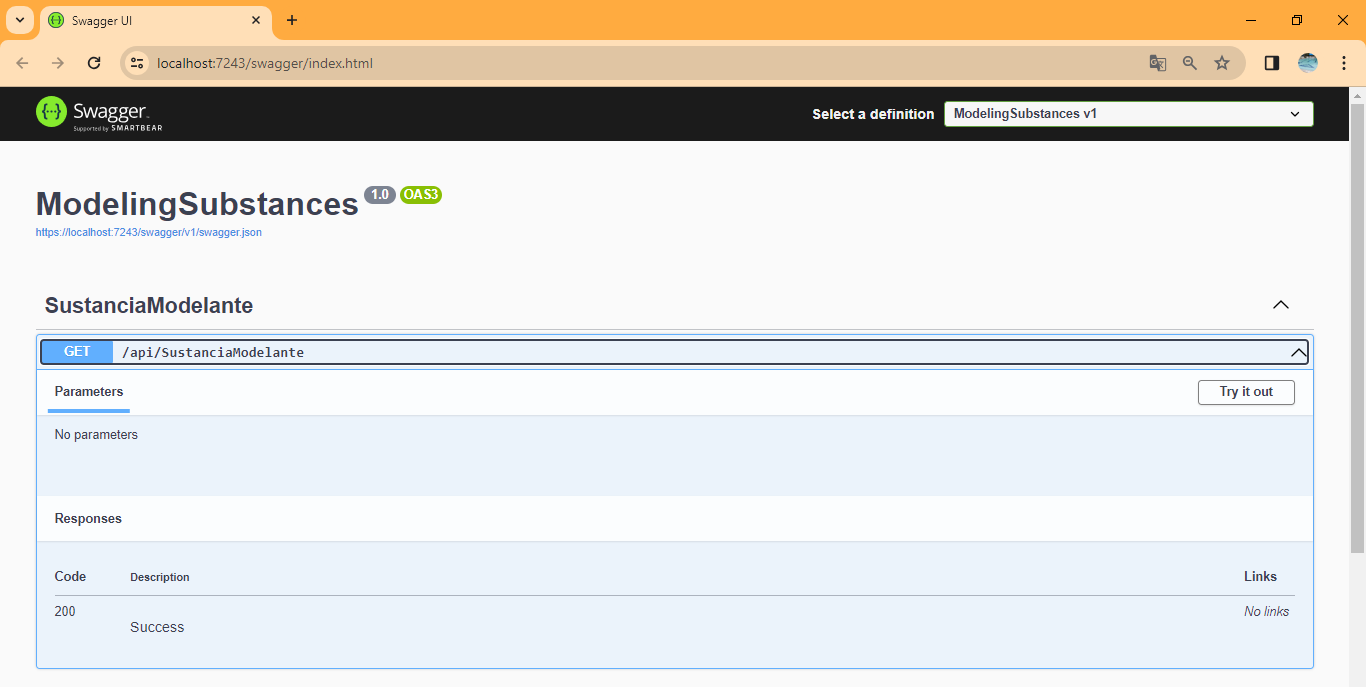 Swagger UI
localhost:7243/swagger/index.html
Swagger.
Supported by SMARTBEAR
Select a definition
ModelingSubstances v1
ModelingSubstances 1.0 OAS3
https://localhost:7243/swagger/v1/swagger.json
SustanciaModelante
GET /api/SustanciaModelante
Parameters
Try it out
No parameters
Responses
Code Description Links
200 No links
Success